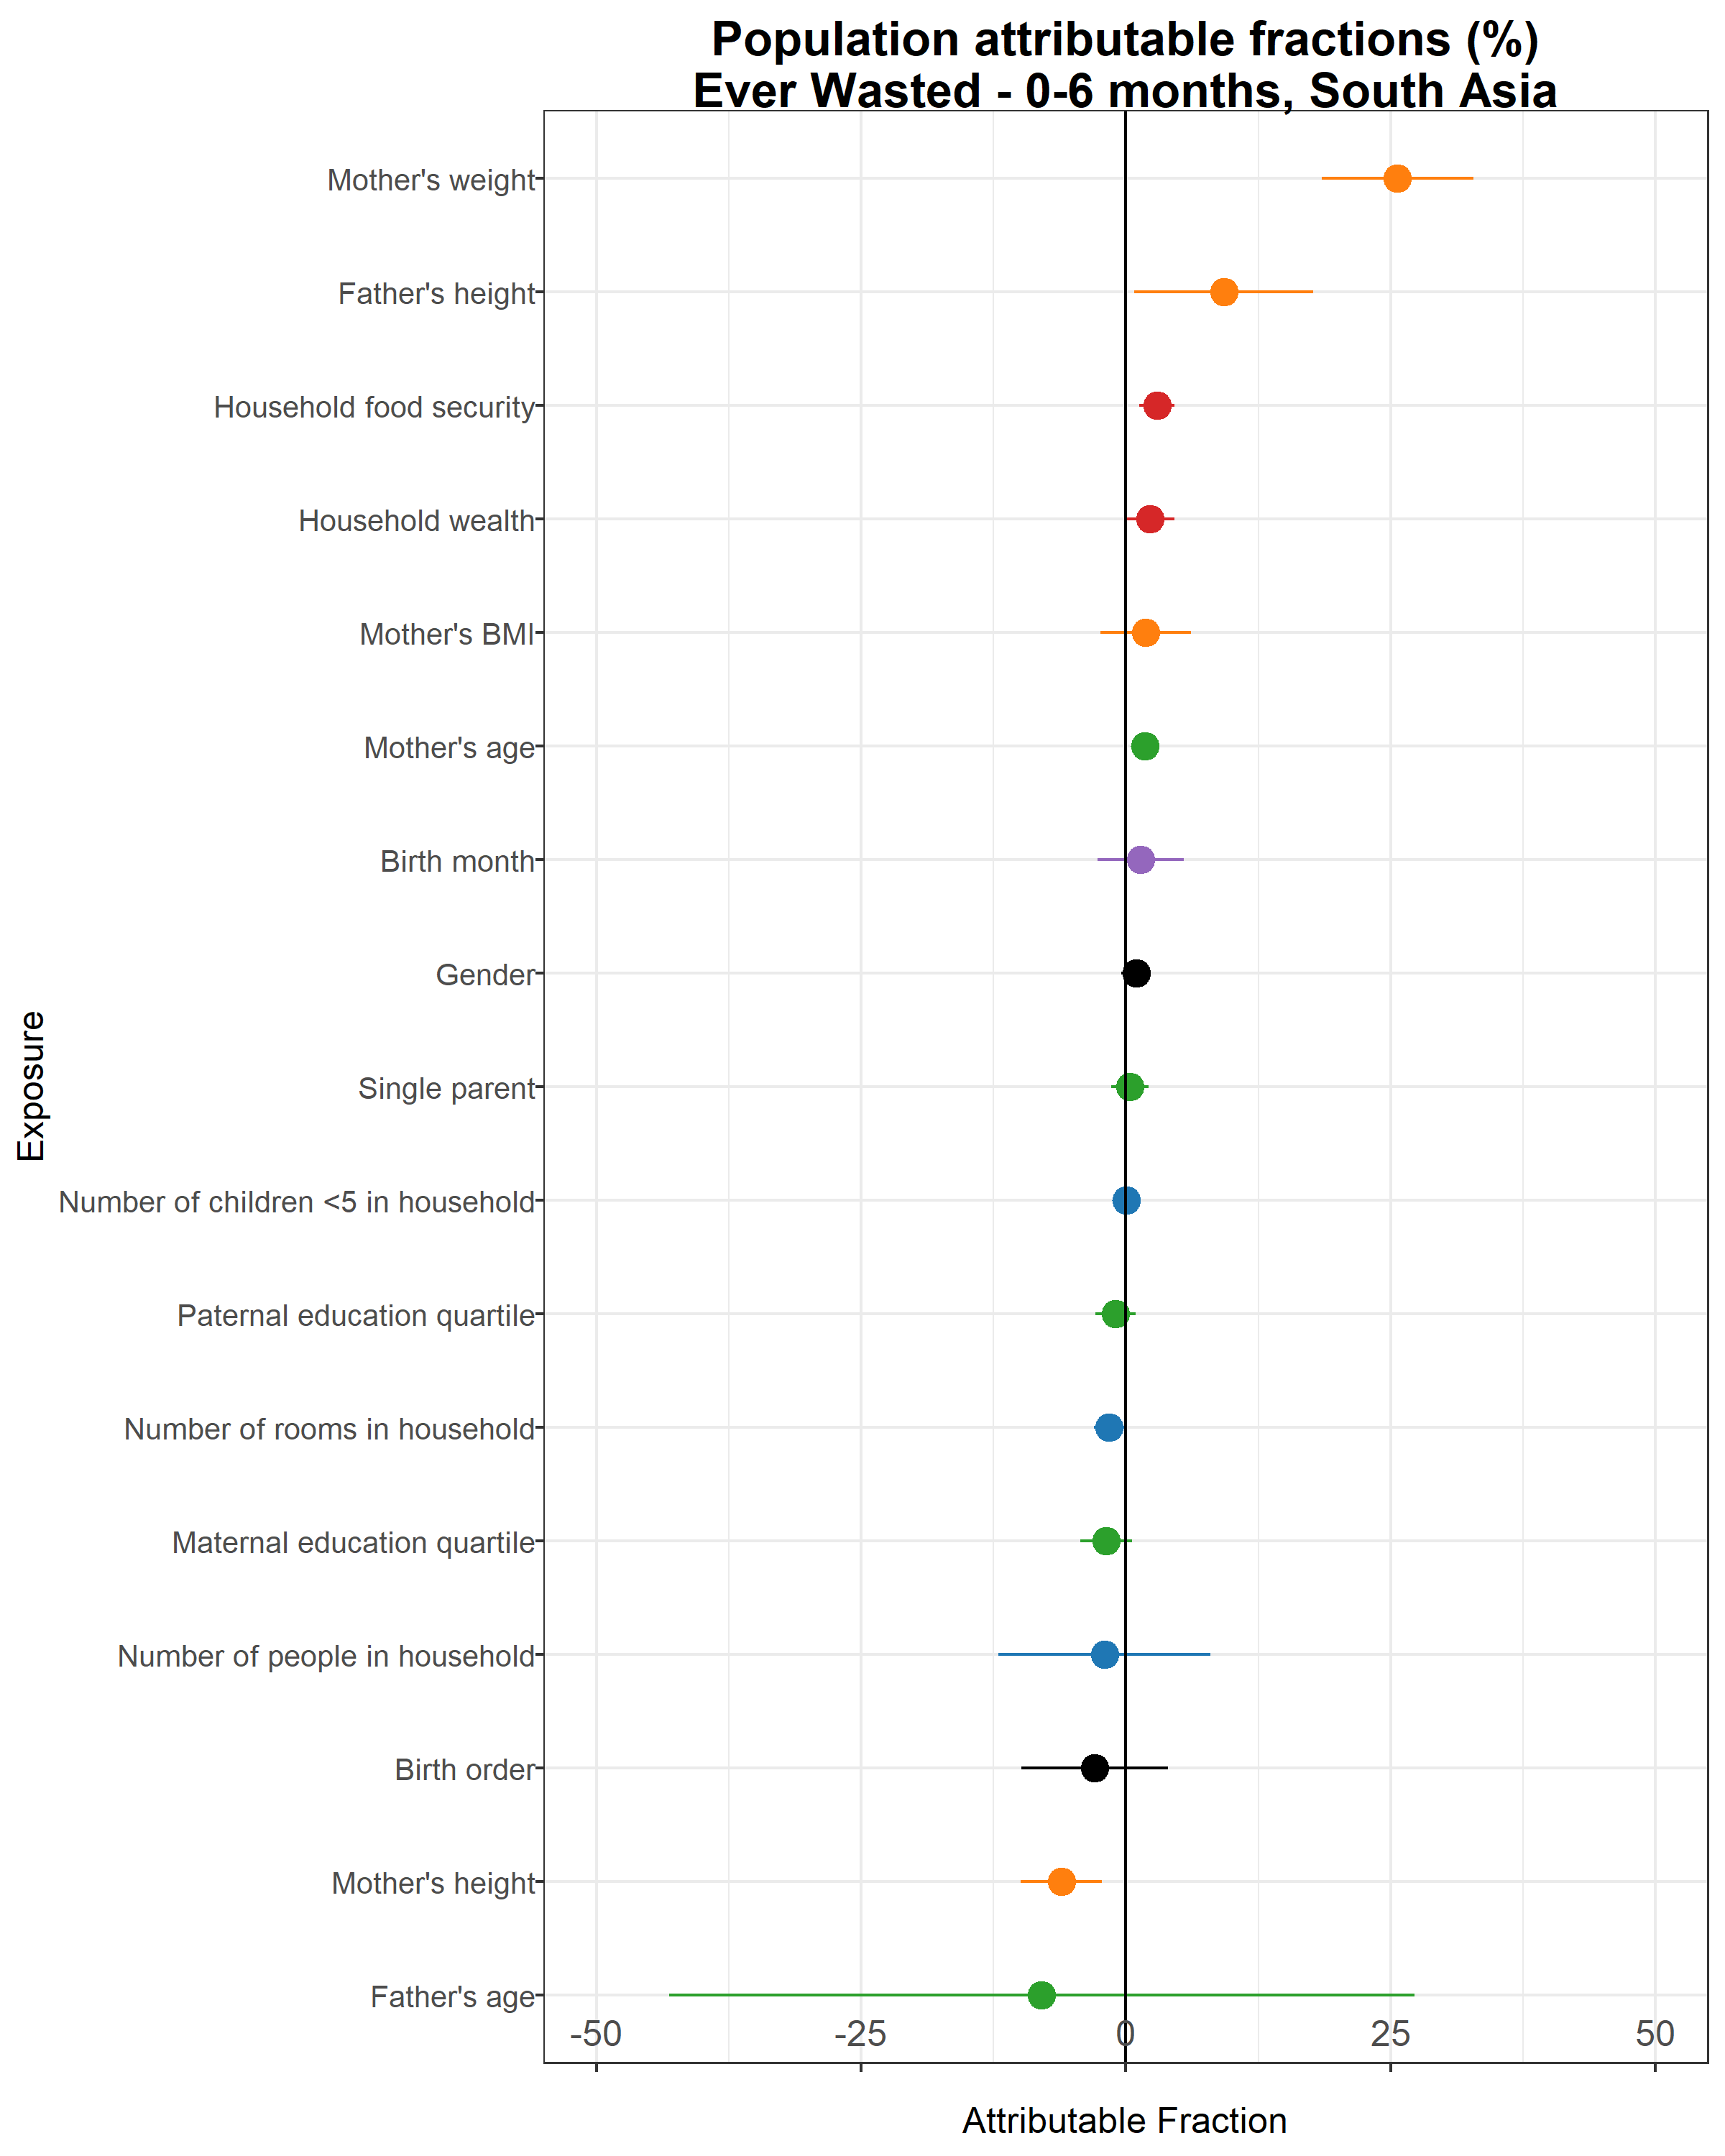 Population attributable fractions (%)
Ever Wasted - 0-6 months, South Asia
Mother's weight
Father's height
Household food security
Household wealth
Mother's BMI
Mother's age
Birth month
Gender
Single parent
Number of children <5 in household
Paternal education quartile
Number of rooms in household
Maternal education quartile
Number of people in household
Birth order
Mother's height
Father's age
Exposure
-50 -25 0 25 50
Attributable Fraction